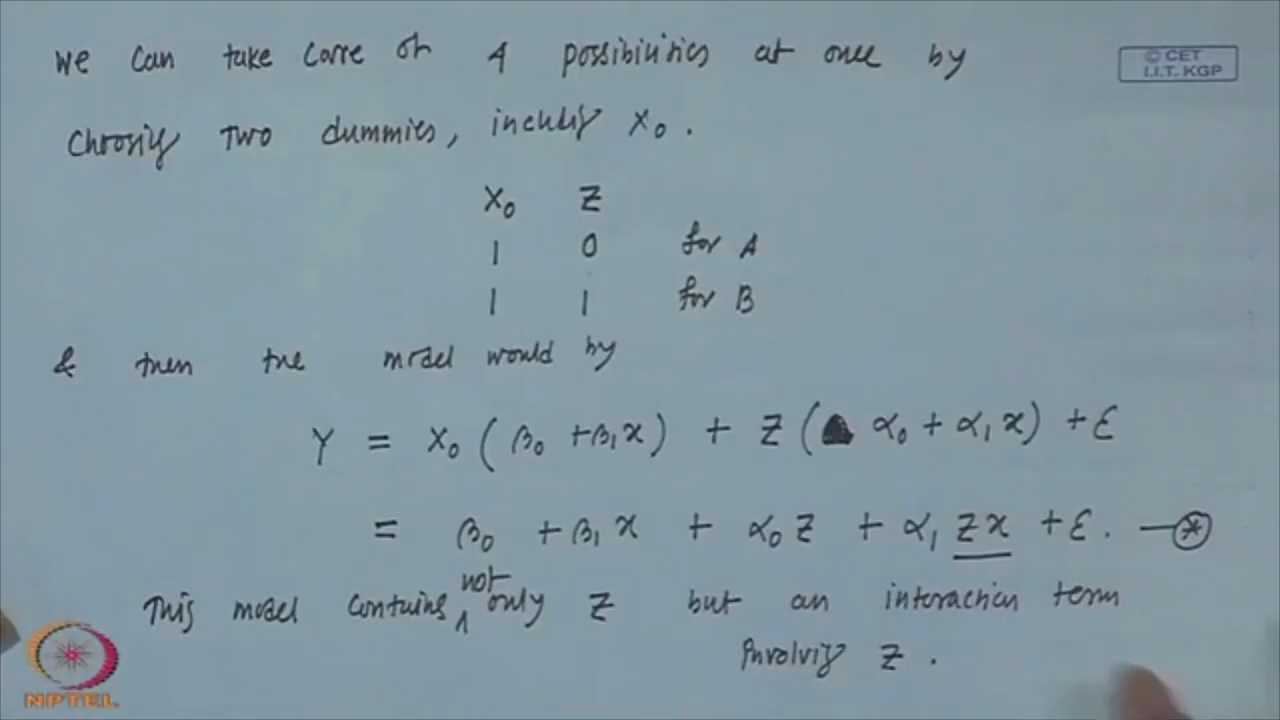 We can take care of 4 possibilities at once by
© CET
I.I.T. KGP
Choosing two dummies, including X₀.
X₀ Z
1 0 for A
1 1 for B
& then the model would by
Y = X₀ (β₀ + β₁x) + Z (α₀ + α₁x) + ε
= β₀ + β₁x + α₀Z + α₁Zx + ε. —⊛
This model contains not only Z but an interaction term
involving Z.
NPTEL